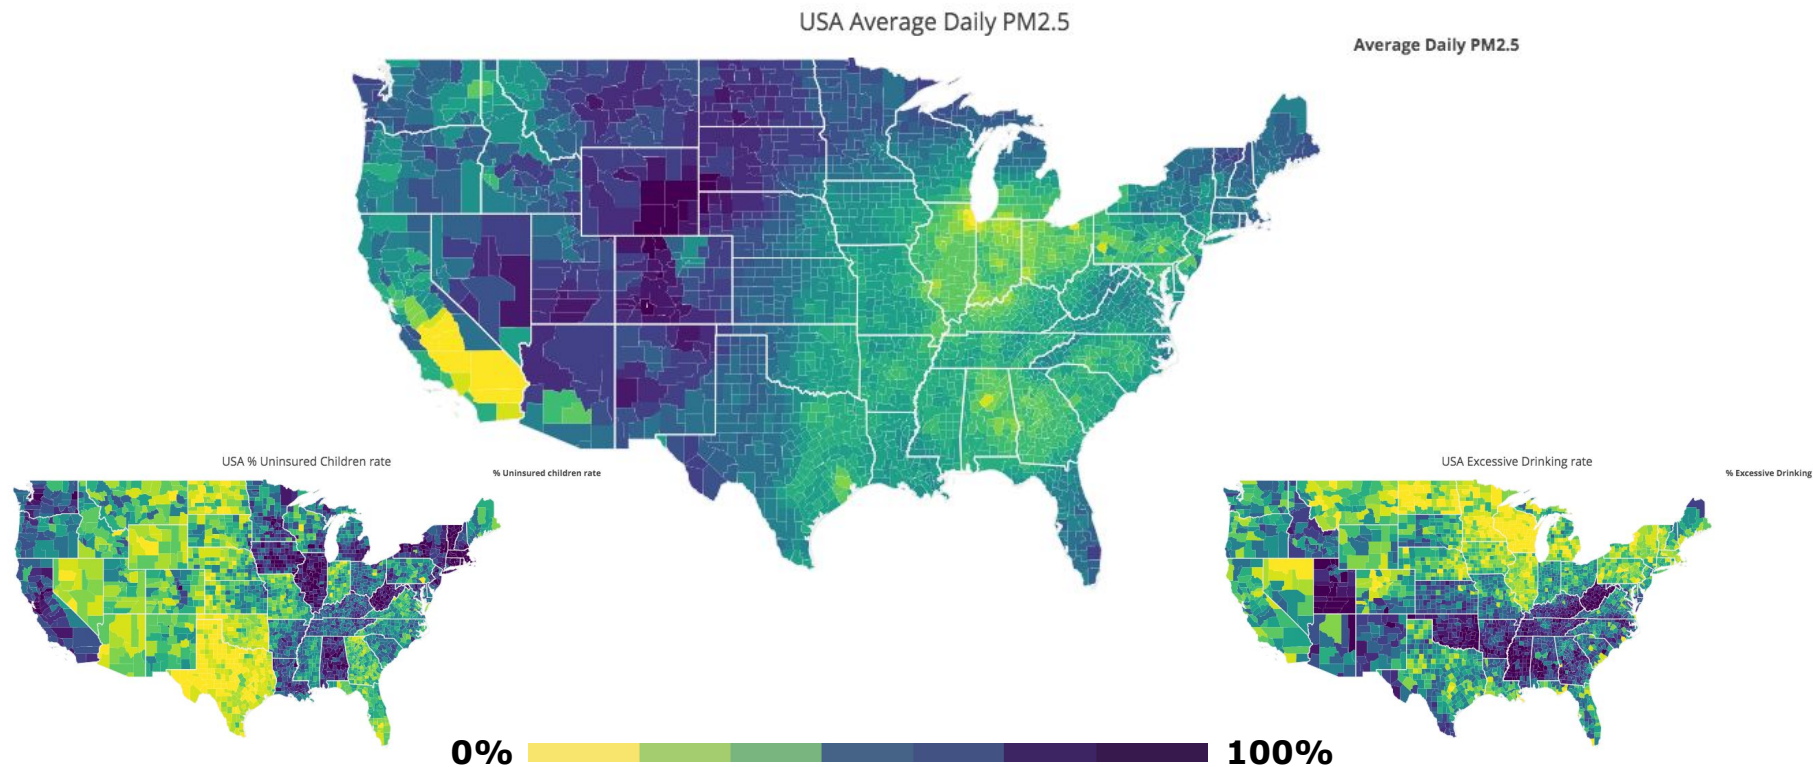 USA Average Daily PM2.5
Average Daily PM2.5
USA % Uninsured Children rate
% Uninsured children rate
USA Excessive Drinking rate
% Excessive Drinking
0%
100%